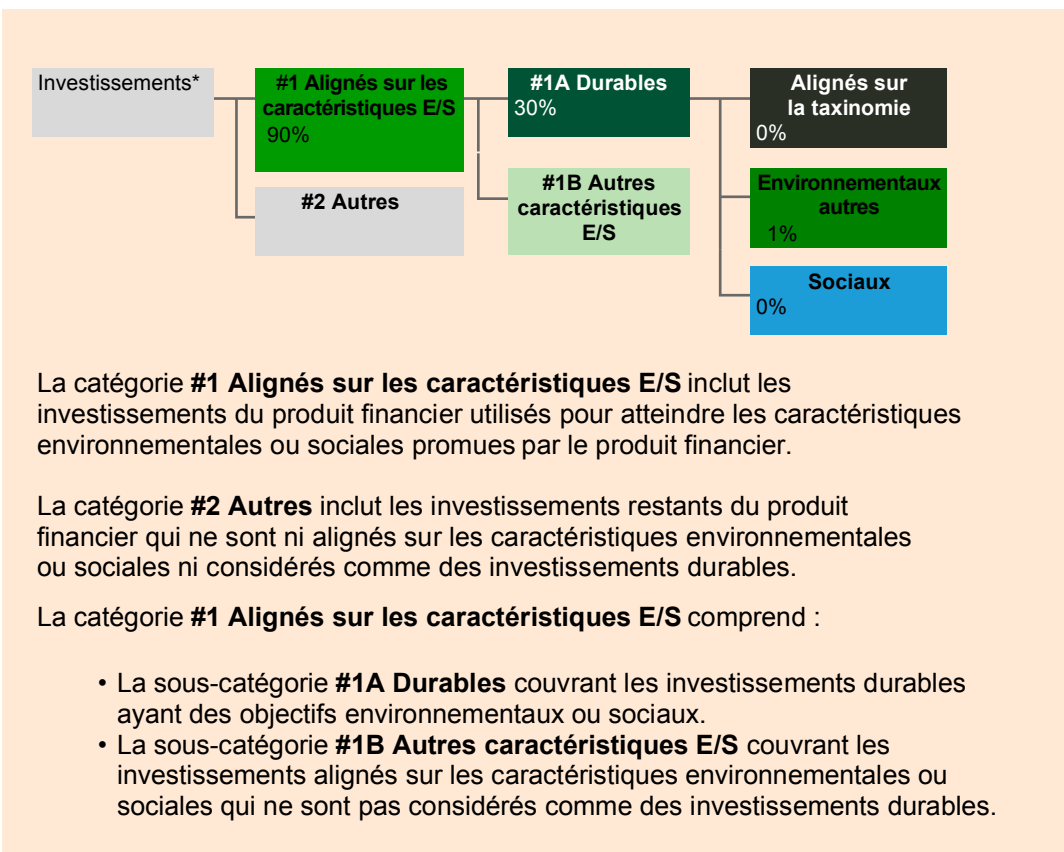 Investissements*
#1 Alignés sur les
caractéristiques E/S
90%
#2 Autres
#1A Durables
30%
#1B Autres
caractéristiques
E/S
Alignés sur
la taxinomie
0%
Environnementaux
autres
1%
Sociaux
0%
La catégorie #1 Alignés sur les caractéristiques E/S inclut les
investissements du produit financier utilisés pour atteindre les caractéristiques
environnementales ou sociales promues par le produit financier.
La catégorie #2 Autres inclut les investissements restants du produit
financier qui ne sont ni alignés sur les caractéristiques environnementales
ou sociales ni considérés comme des investissements durables.
La catégorie #1 Alignés sur les caractéristiques E/S comprend :
• La sous-catégorie #1A Durables couvrant les investissements durables
ayant des objectifs environnementaux ou sociaux.
• La sous-catégorie #1B Autres caractéristiques E/S couvrant les
investissements alignés sur les caractéristiques environnementales ou
sociales qui ne sont pas considérés comme des investissements durables.